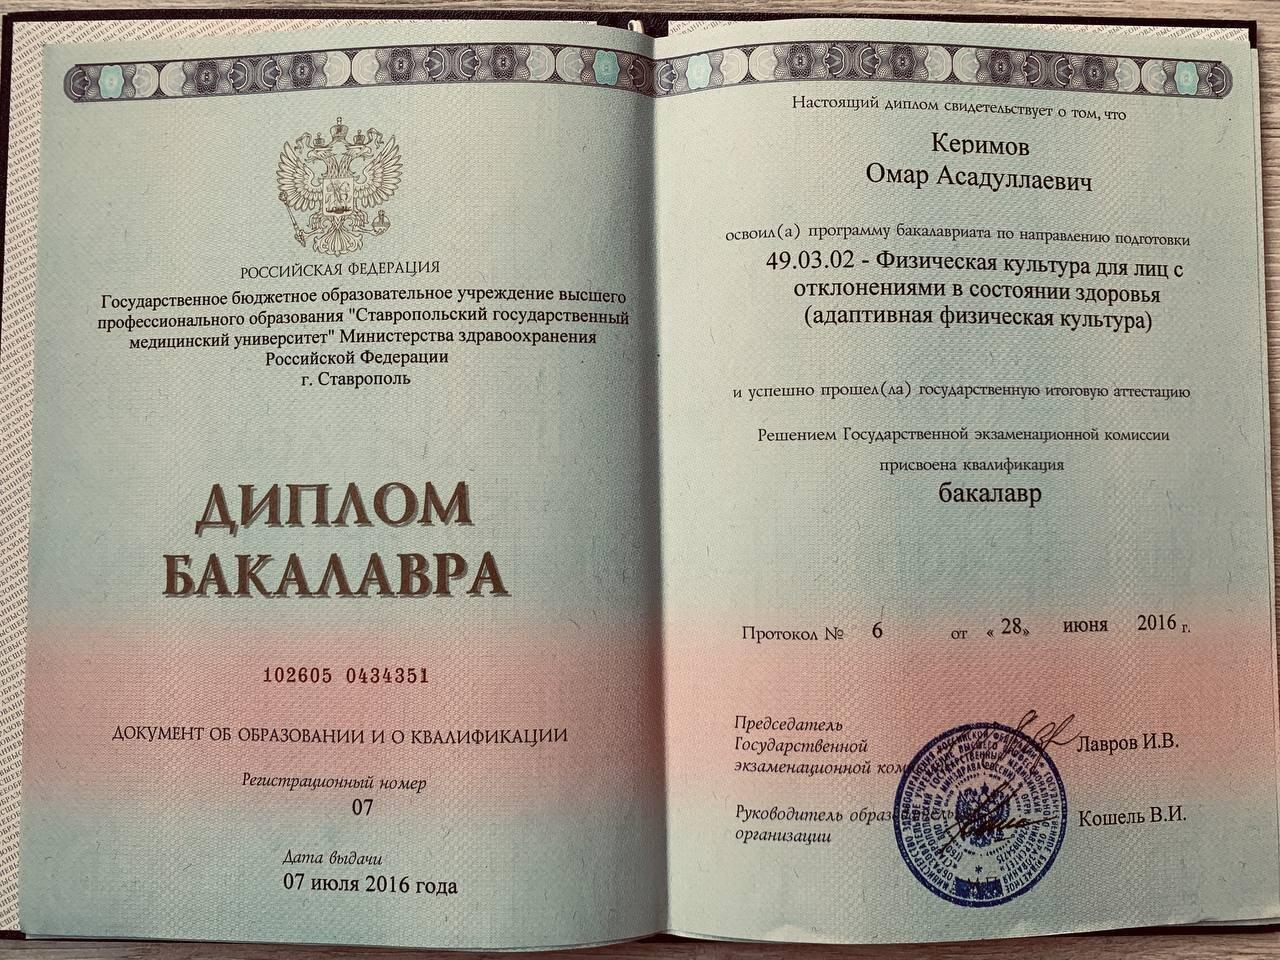 РОССИЙСКАЯ ФЕДЕРАЦИЯ
Государственное бюджетное образовательное учреждение высшего
профессионального образования "Ставропольский государственный
медицинский университет" Министерства здравоохранения
Российской Федерации
г. Ставрополь
ДИПЛОМ
БАКАЛАВРА
102605 0434351
ДОКУМЕНТ ОБ ОБРАЗОВАНИИ И О КВАЛИФИКАЦИИ
Регистрационный номер
07
Дата выдачи
07 июля 2016 года
Настоящий диплом свидетельствует о том, что
Керимов
Омар Асадуллаевич
освоил(а) программу бакалавриата по направлению подготовки
49.03.02 - Физическая культура для лиц с
отклонениями в состоянии здоровья
(адаптивная физическая культура)
и успешно прошел(ла) государственную итоговую аттестацию
Решением Государственной экзаменационной комиссии
присвоена квалификация
бакалавр
Протокол № 6 от «28» июня 2016 г.
Председатель
Государственной
экзаменационной ком
Лавров И.В.
Руководитель образовательной
организации
Кошель В.И.